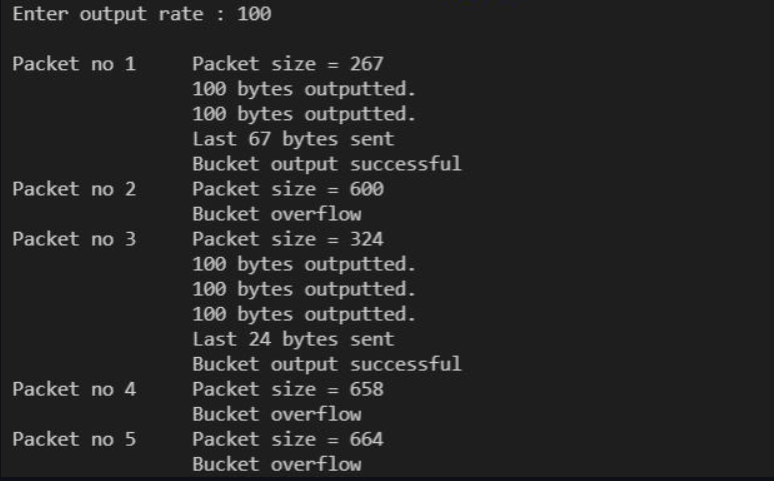 Enter output rate : 100
Packet no 1 Packet size = 267
100 bytes outputted.
100 bytes outputted.
Last 67 bytes sent
Bucket output successful
Packet no 2 Packet size = 600
Bucket overflow
Packet no 3 Packet size = 324
100 bytes outputted.
100 bytes outputted.
100 bytes outputted.
Last 24 bytes sent
Bucket output successful
Packet no 4 Packet size = 658
Bucket overflow
Packet no 5 Packet size = 664
Bucket overflow